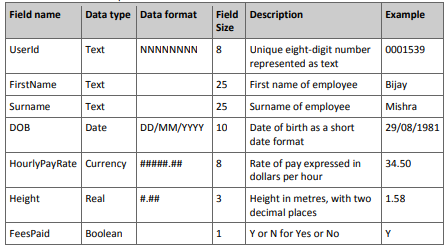 Field name Data type Data format Field Size Description Example
UserId Text NNNNNNNN 8 Unique eight-digit number represented as text 0001539
FirstName Text 25 First name of employee Bijay
Surname Text 25 Surname of employee Mishra
DOB Date DD/MM/YYYY 10 Date of birth as a short date format 29/08/1981
HourlyPayRate Currency #####.## 8 Rate of pay expressed in dollars per hour 34.50
Height Real #.## 3 Height in metres, with two decimal places 1.58
FeesPaid Boolean 1 Y or N for Yes or No Y